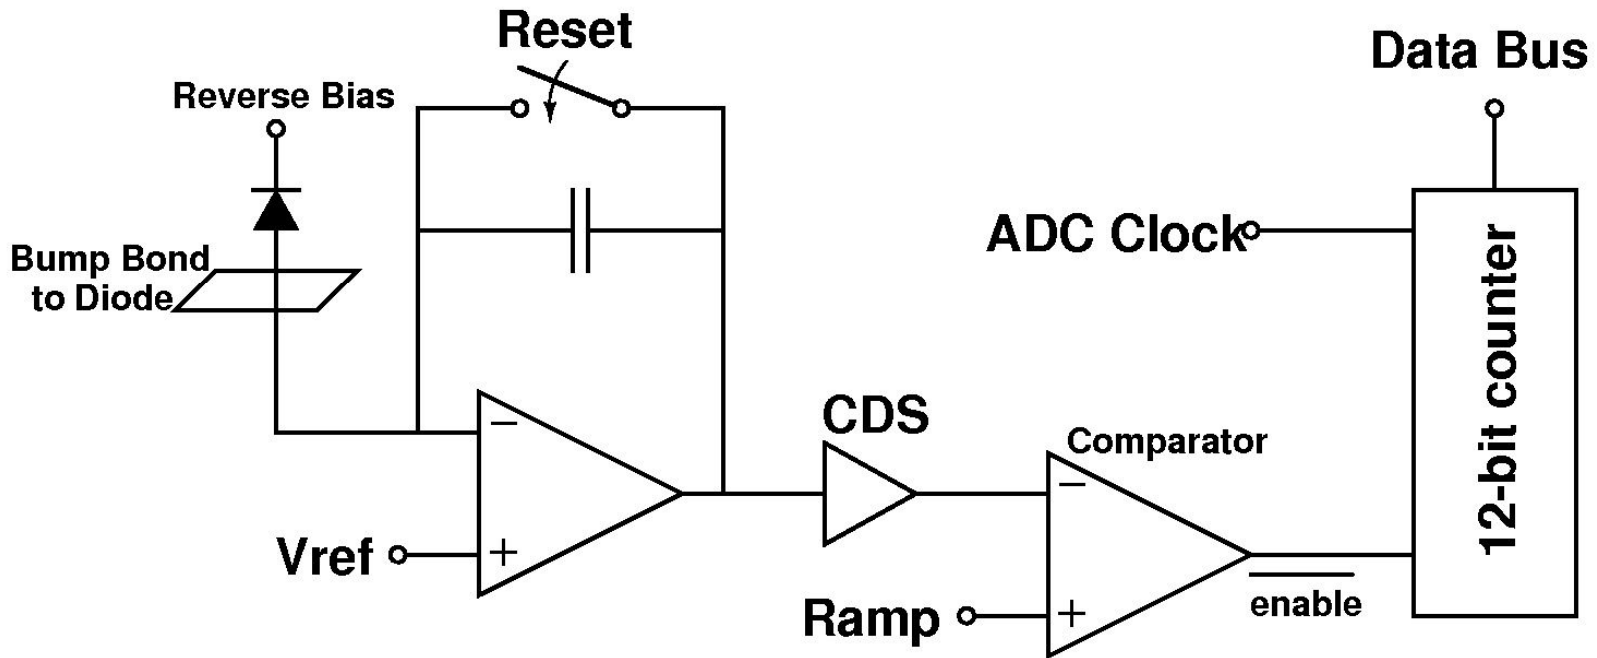 Reset
Data Bus
Reverse Bias
ADC Clock
Bump Bond
to Diode
12-bit counter
CDS
Comparator
−
−
Vref
+
enable
Ramp
+